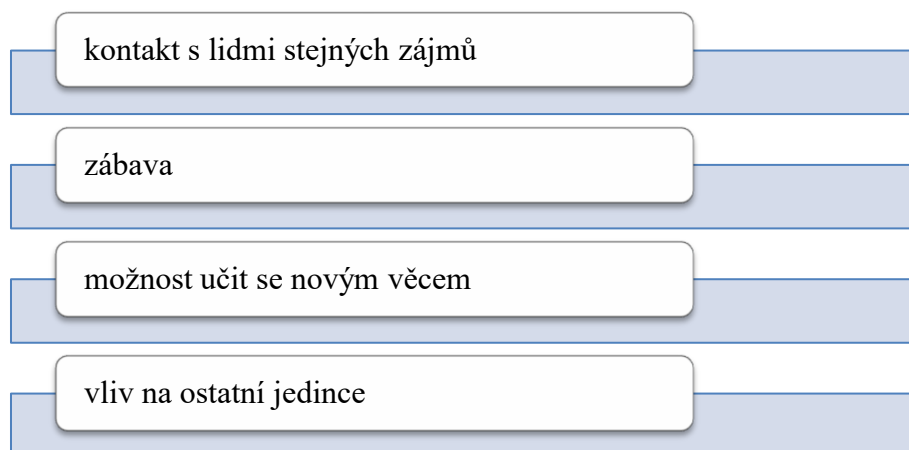 kontakt s lidmi stejných zájmů
zábava
možnost učit se novým věcem
vliv na ostatní jedince